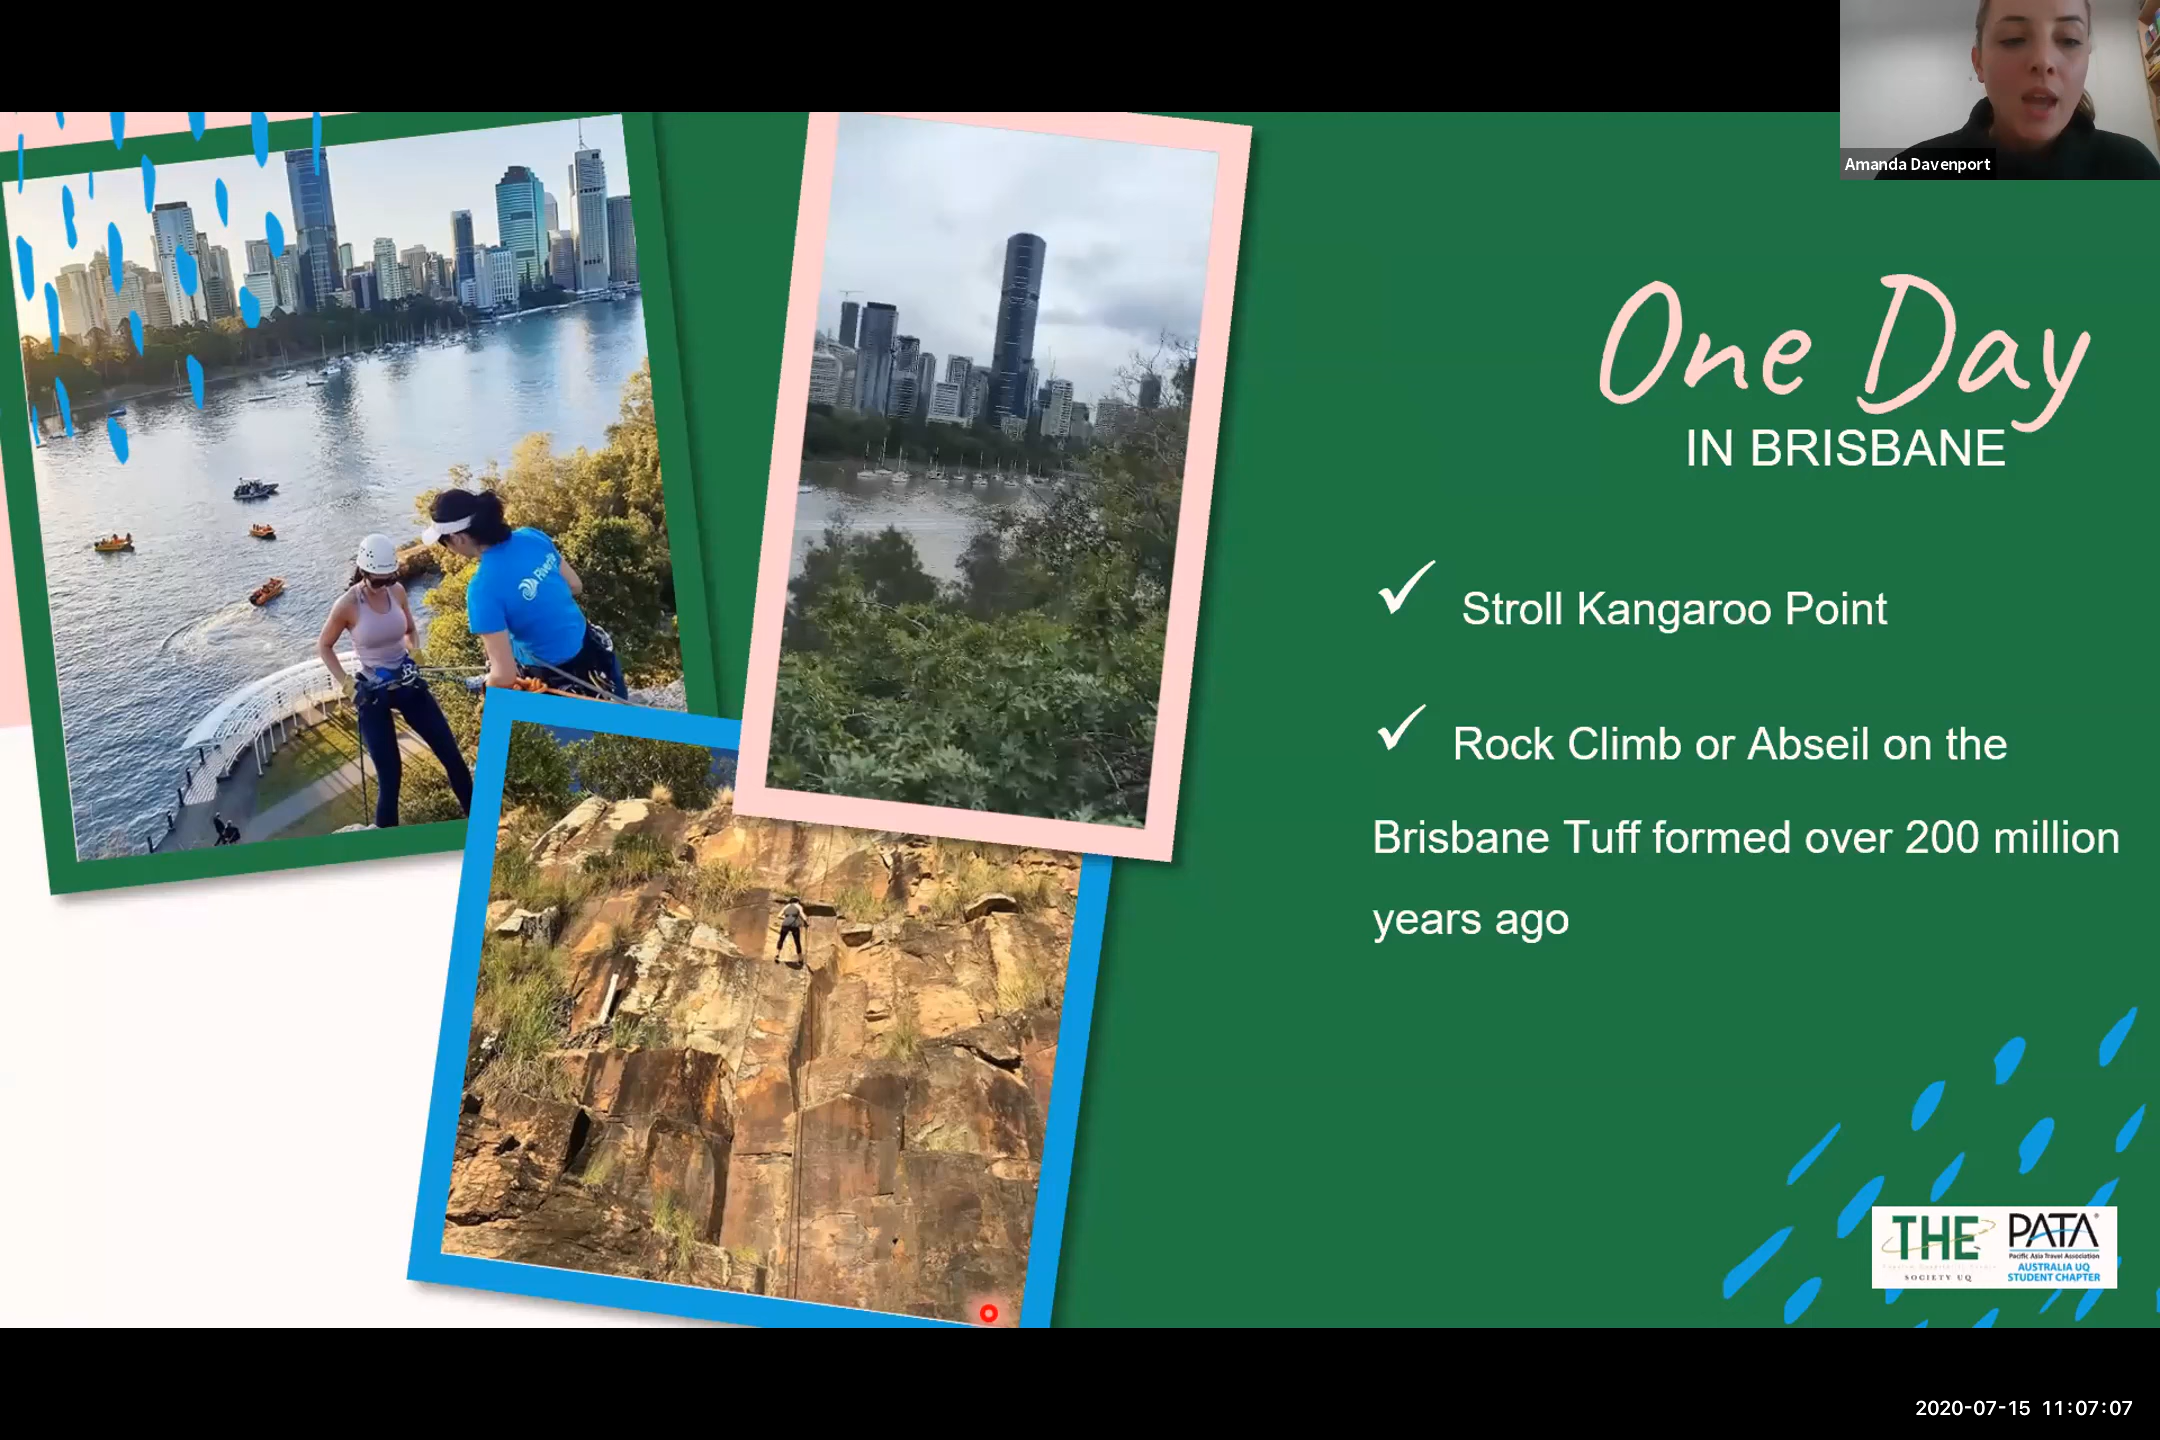 Amanda Davenport
One Day
IN BRISBANE
✓ Stroll Kangaroo Point
✓ Rock Climb or Abseil on the
Brisbane Tuff formed over 200 million
years ago
THE
SOCIETY UQ
PATA®
Pacific Asia Travel Association
AUSTRALIA UQ
STUDENT CHAPTER
2020-07-15 11:07:07